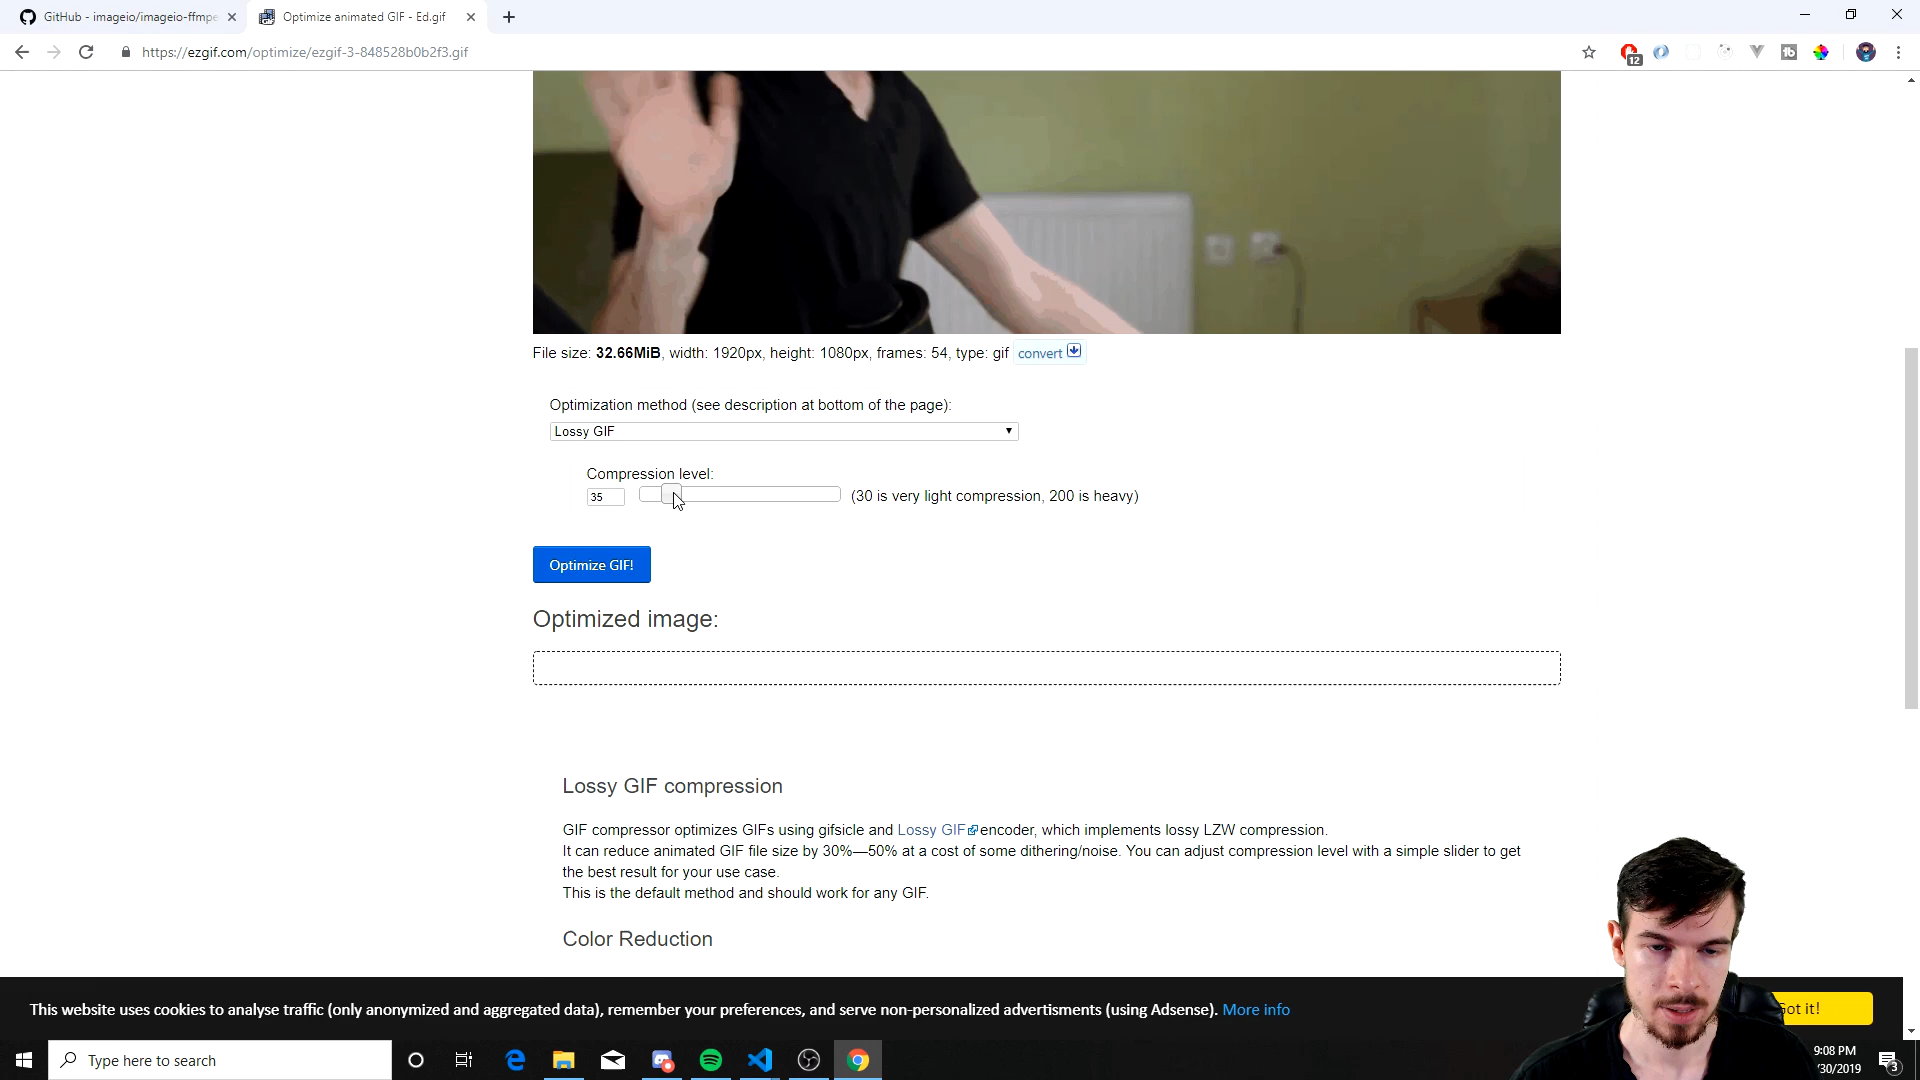 GitHub - imageio/imageio-ffmpe
Optimize animated GIF - Ed.gif
https://ezgif.com/optimize/ezgif-3-848528b0b2f3.gif
12
File size: 32.66MiB, width: 1920px, height: 1080px, frames: 54, type: gif convert
Optimization method (see description at bottom of the page):
Lossy GIF
Compression level:
35 (30 is very light compression, 200 is heavy)
Optimize GIF!
Optimized image:
Lossy GIF compression
GIF compressor optimizes GIFs using gifsicle and Lossy GIF encoder, which implements lossy LZW compression.
It can reduce animated GIF file size by 30%—50% at a cost of some dithering/noise. You can adjust compression level with a simple slider to get
the best result for your use case.
This is the default method and should work for any GIF.
Color Reduction
This website uses cookies to analyse traffic (only anonymized and aggregated data), remember your preferences, and serve non-personalized advertisments (using Adsense). More info
Got it!
Type here to search
9:08 PM
/30/2019
3